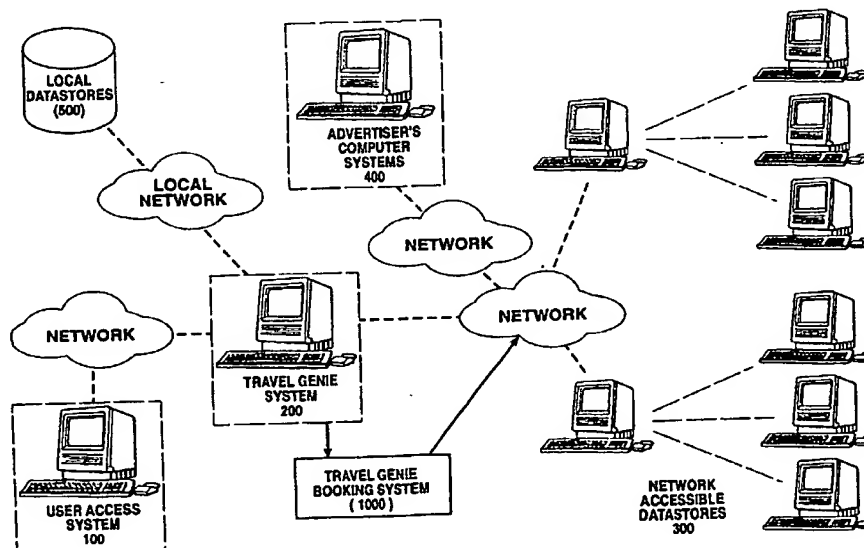 LOCAL
DATASTORES
(500)
ADVERTISER'S
COMPUTER
SYSTEMS
400
LOCAL
NETWORK
NETWORK
NETWORK
NETWORK
TRAVEL GENIE
SYSTEM
200
USER ACCESS
SYSTEM
100
TRAVEL GENIE
BOOKING SYSTEM
( 1000 )
NETWORK
ACCESSIBLE
DATASTORES
300